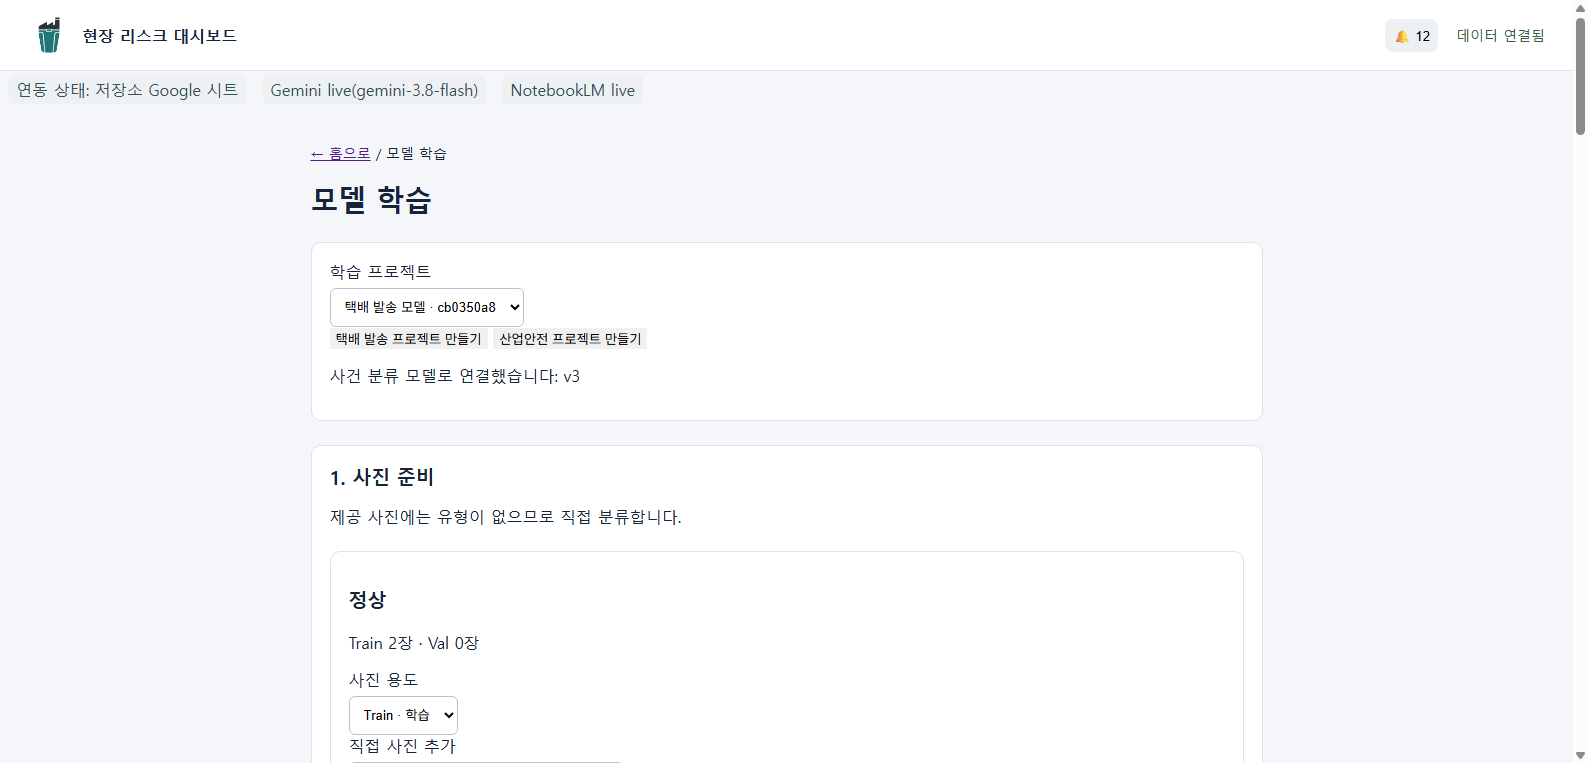 현장 리스크 대시보드
12
데이터 연결됨
연동 상태: 저장소 Google 시트
Gemini live(gemini-3.8-flash)
NotebookLM live
← 홈으로 / 모델 학습
모델 학습
학습 프로젝트
택배 발송 모델 · cb0350a8
택배 발송 프로젝트 만들기
산업안전 프로젝트 만들기
사건 분류 모델로 연결했습니다: v3
1. 사진 준비
제공 사진에는 유형이 없으므로 직접 분류합니다.
정상
Train 2장 · Val 0장
사진 용도
Train · 학습
직접 사진 추가